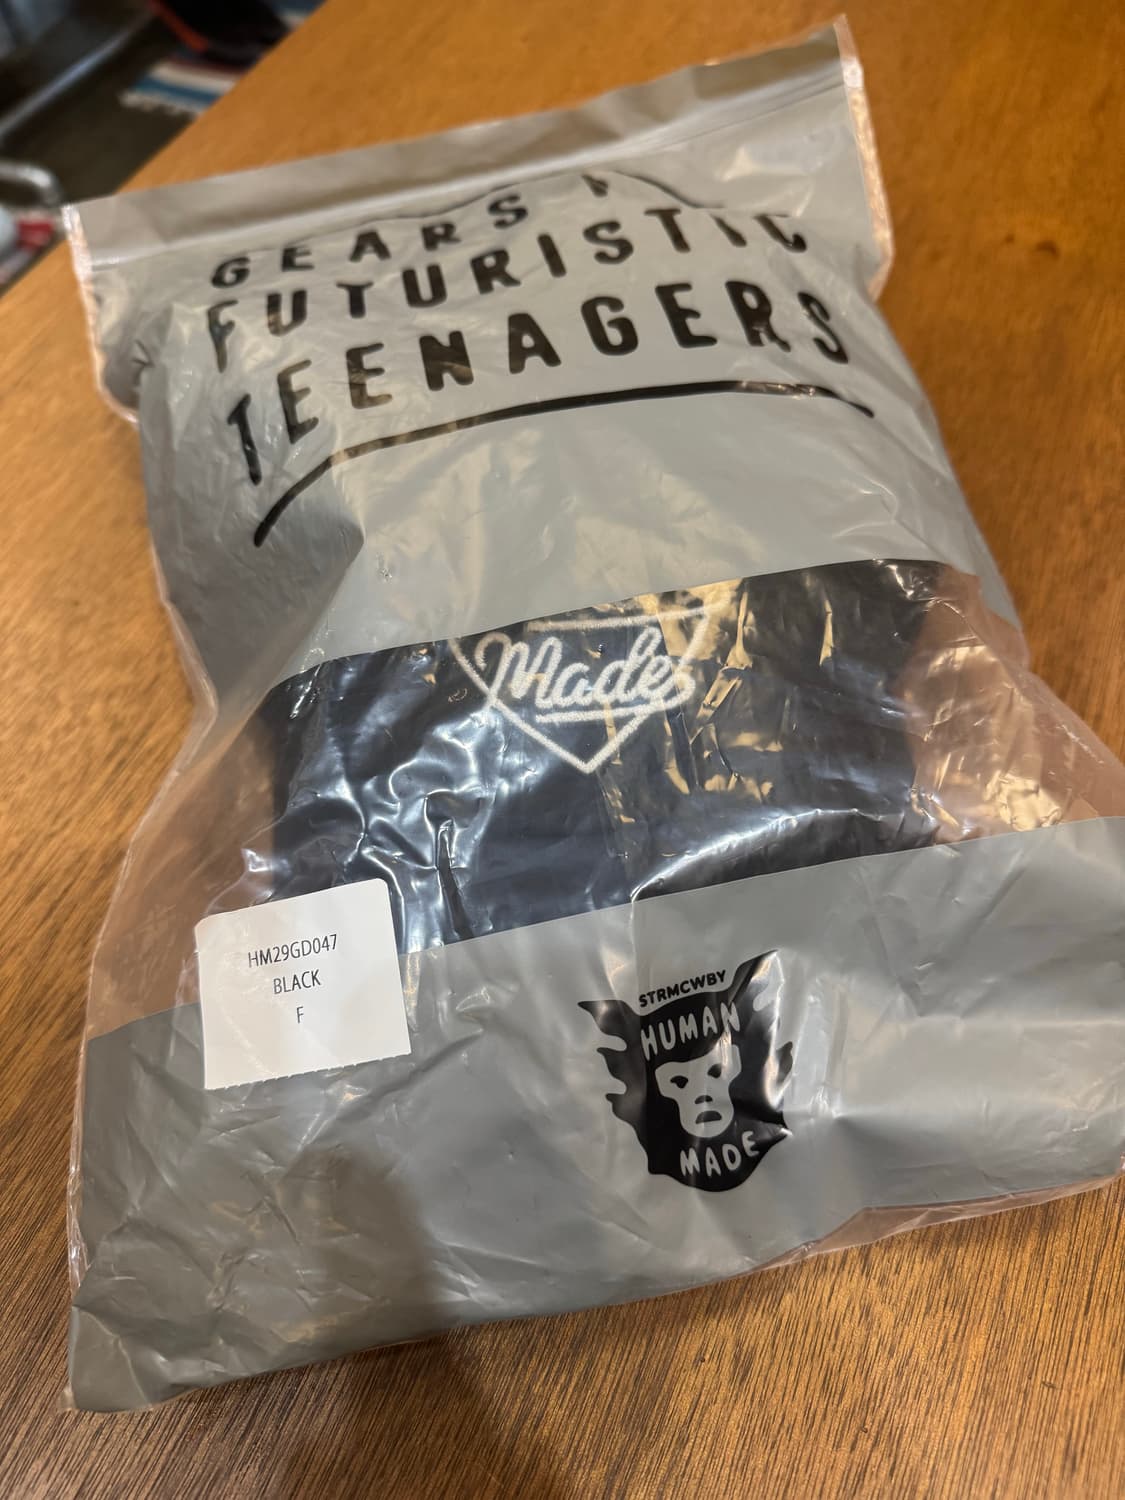 GEARS
FUTURISTIC
TEENAGERS
Made
HM29GD047
BLACK
F
STRMCWBY
HUMAN
MADE